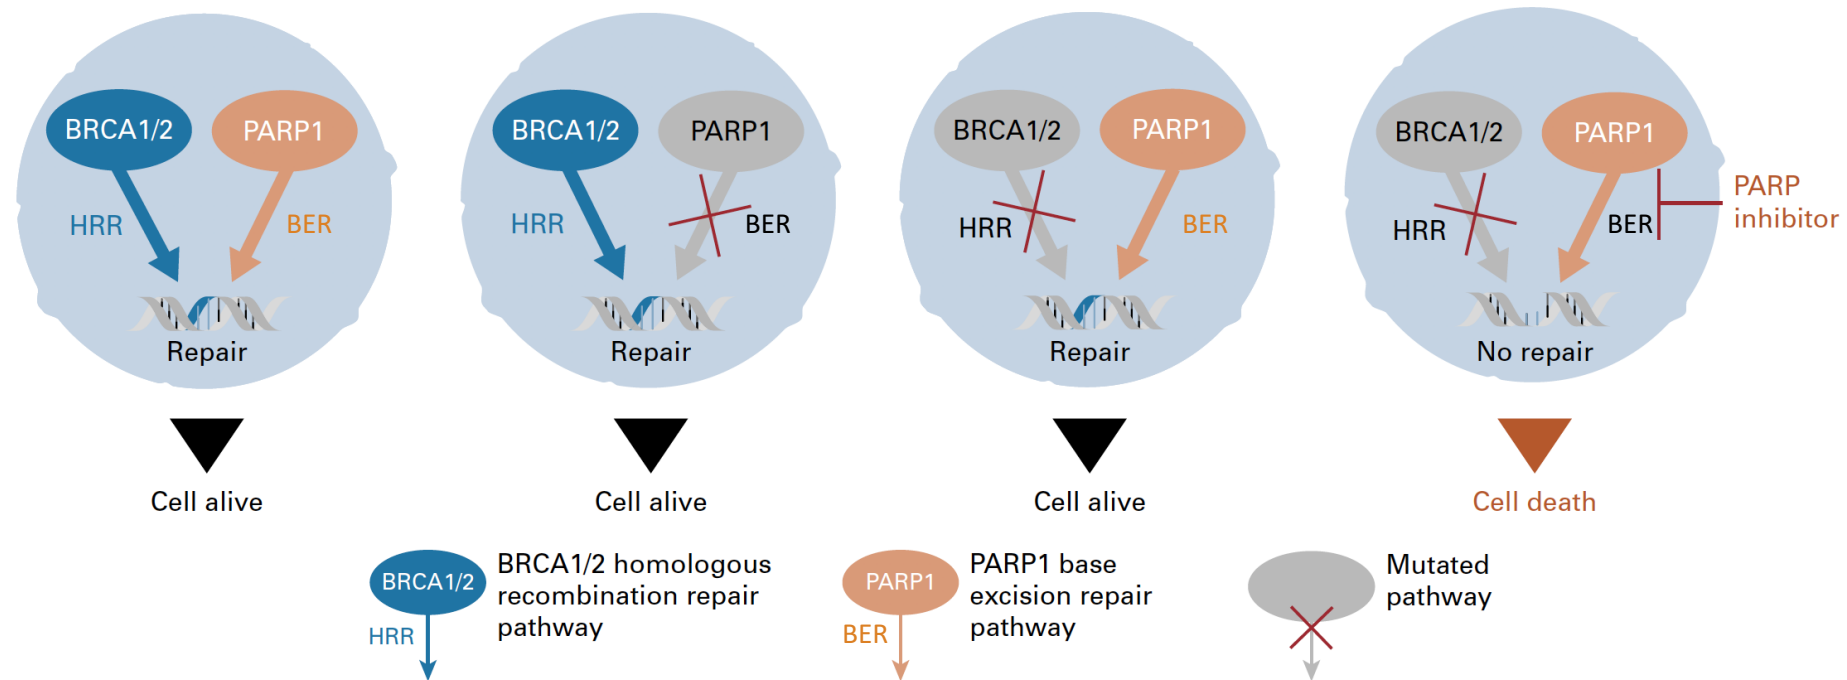 BRCA1/2
PARP1
HRR
BER
Repair
Cell alive
BRCA1/2
PARP1
HRR
BER
Repair
Cell alive
BRCA1/2
PARP1
HRR
BER
Repair
Cell alive
BRCA1/2
PARP1
HRR
BER
PARP
inhibitor
No repair
Cell death
BRCA1/2
HRR
BRCA1/2 homologous
recombination repair
pathway
PARP1
BER
PARP1 base
excision repair
pathway
Mutated
pathway